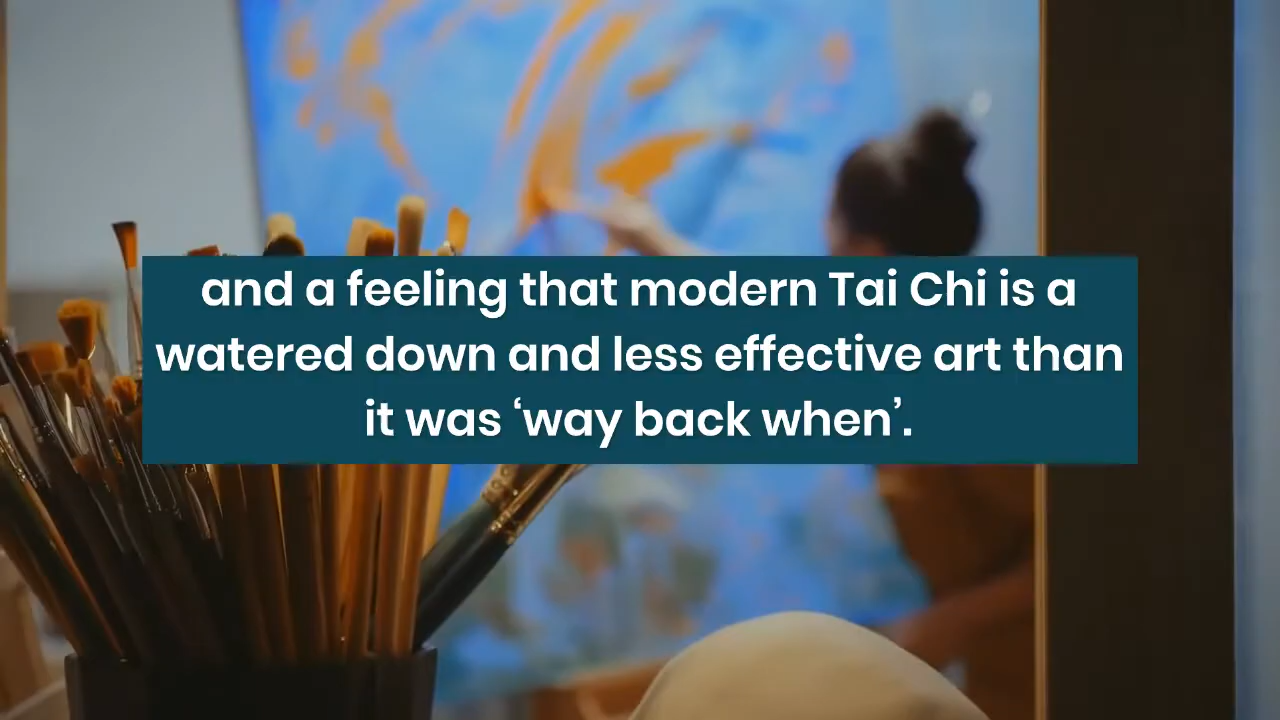 and a feeling that modern Tai Chi is a
watered down and less effective art than
it was ‘way back when’.